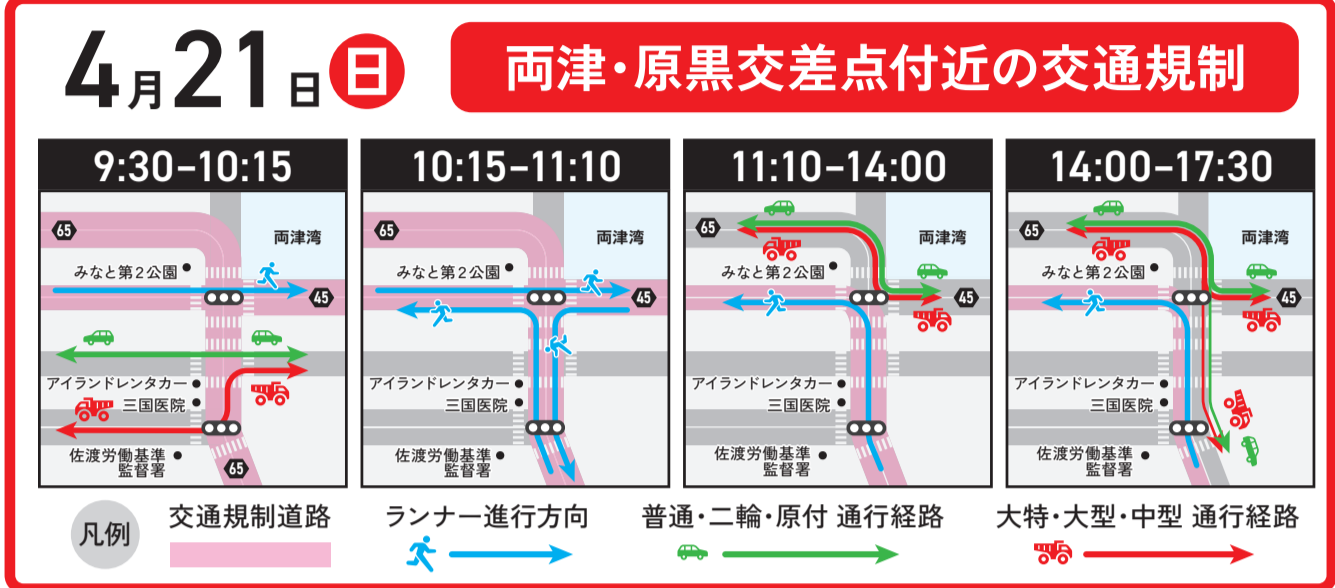 4月21日 日
両津・原黒交差点付近の交通規制
9:30-10:15
65
両津湾
みなと第2公園
45
アイランドレンタカー
三国医院
佐渡労働基準
監督署
65
10:15-11:10
65
両津湾
みなと第2公園
45
アイランドレンタカー
三国医院
佐渡労働基準
監督署
11:10-14:00
65
両津湾
みなと第2公園
45
アイランドレンタカー
三国医院
佐渡労働基準
監督署
14:00-17:30
65
両津湾
みなと第2公園
45
アイランドレンタカー
三国医院
佐渡労働基準
監督署
凡例
交通規制道路
ランナー進行方向
普通・二輪・原付 通行経路
大特・大型・中型 通行経路